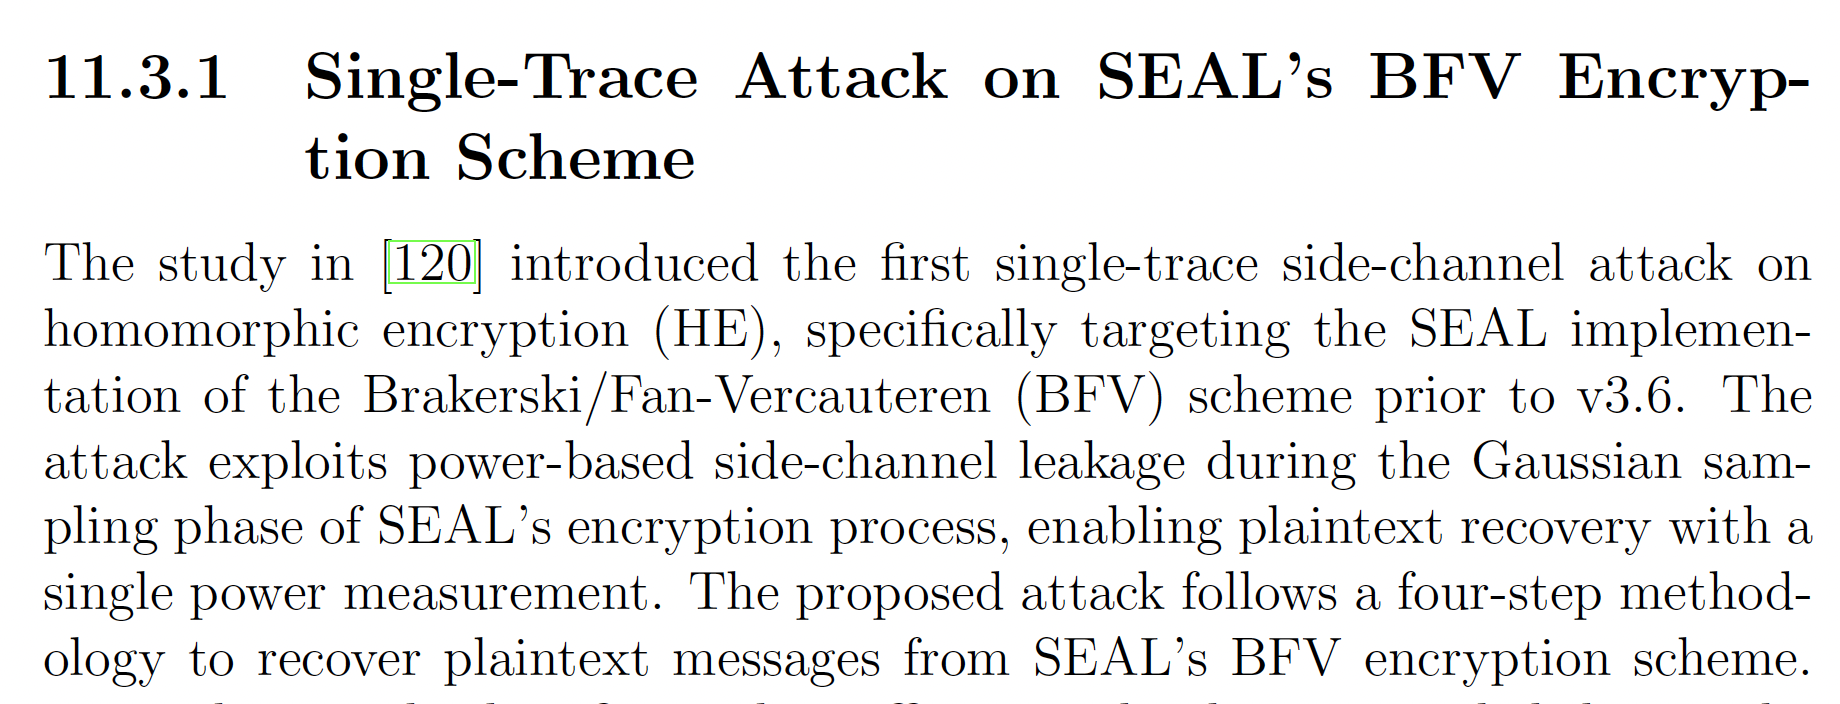 11.3.1 Single-Trace Attack on SEAL’s BFV Encryp-
tion Scheme
The study in [120] introduced the first single-trace side-channel attack on
homomorphic encryption (HE), specifically targeting the SEAL implemen-
tation of the Brakerski/Fan-Vercauteren (BFV) scheme prior to v3.6. The
attack exploits power-based side-channel leakage during the Gaussian sam-
pling phase of SEAL’s encryption process, enabling plaintext recovery with a
single power measurement. The proposed attack follows a four-step method-
ology to recover plaintext messages from SEAL’s BFV encryption scheme.